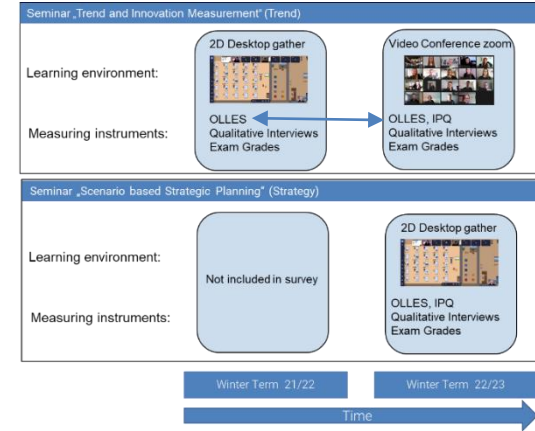 Seminar „Trend and Innovation Measurement“ (Trend)
2D Desktop gather
Video Conference zoom
Learning environment:
OLLES
OLLES, IPQ
Measuring instruments:
Qualitative Interviews
Qualitative Interviews
Exam Grades
Exam Grades
Seminar „Scenario based Strategic Planning“ (Strategy)
2D Desktop gather
Learning environment:
Not included in survey
OLLES, IPQ
Measuring instruments:
Qualitative Interviews
Exam Grades
Winter Term 21/22
Winter Term 22/23
Time